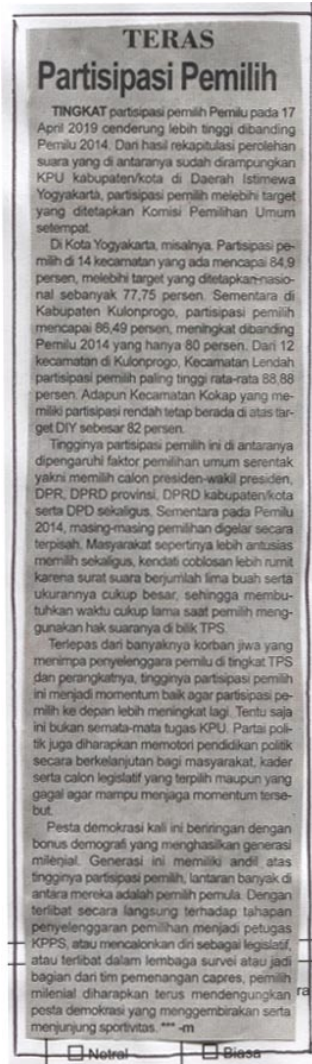 TERAS
Partisipasi Pemilih
TINGKAT partisipasi pemilih Pemilu pada 17
April 2019 cenderung lebih tinggi dibanding
Pemilu 2014. Dari hasil rekapitulasi perolehan
suara yang di antaranya sudah dirampungkan
KPU kabupaten/kota di Daerah Istimewa
Yogyakarta, partisipasi pemilih melebihi target
yang ditetapkan Komisi Pemilihan Umum
setempat.
Di Kota Yogyakarta, misalnya. Partisipasi pe-
milih di 14 kecamatan yang ada mencapai 84,9
persen, melebihi target yang ditetapkan nasio-
nal sebanyak 77,75 persen. Sementara di
Kabupaten Kulonprogo, partisipasi pemilih
mencapai 86,49 persen, meningkat dibanding
Pemilu 2014 yang hanya 80 persen. Dari 12
kecamatan di Kulonprogo, Kecamatan Lendah
partisipasi pemilih paling tinggi rata-rata 88,88
persen. Adapun Kecamatan Kokap yang me-
miliki partisipasi rendah tetap berada di atas tar-
get DIY sebesar 82 persen.
Tingginya partisipasi pemilih ini di antaranya
dipengaruhi faktor pemilihan umum serentak
yakni memilih calon presiden-wakil presiden,
DPR, DPRD provinsi, DPRD kabupaten/kota
serta DPD sekaligus. Sementara pada Pemilu
2014, masing-masing pemilihan digelar secara
terpisah. Masyarakat sepertinya lebih antusias
memilih sekaligus, kendati coblosan lebih rumit
karena surat suara berjumlah lima buah serta
ukurannya cukup besar, sehingga membu-
tuhkan waktu cukup lama saat pemilih meng-
gunakan hak suaranya di bilik TPS.
Terlepas dari banyaknya korban jiwa yang
menimpa penyelenggara pemilu di tingkat TPS
dan perangkatnya, tingginya partisipasi pemilih
ini menjadi momentum baik agar partisipasi pe-
milih ke depan lebih meningkat lagi. Tentu saja
ini bukan semata-mata tugas KPU. Partai poli-
tik juga diharapkan memotori pendidikan politik
secara berkelanjutan bagi masyarakat, kader
serta calon legislatif yang terpilih maupun yang
gagal agar mampu menjaga momentum terse-
but.
Pesta demokrasi kali ini beriringan dengan
bonus demografi yang menghasilkan generasi
milenial. Generasi ini memiliki andil atas
tingginya partisipasi pemilih, lantaran banyak di
antara mereka adalah pemilih pemula. Dengan
terlibat secara langsung terhadap tahapan
penyelenggaraan pemilihan menjadi petugas
KPPS, atau mencalonkan diri sebagai legislatif,
atau terlibat dalam lembaga survei atau jadi
bagian dari tim pemenangan capres, pemilih
milenial diharapkan terus mendengungkan
pesta demokrasi yang menggembirakan serta
menjunjung sportivitas. *** -m
ra
Netral
Biasa